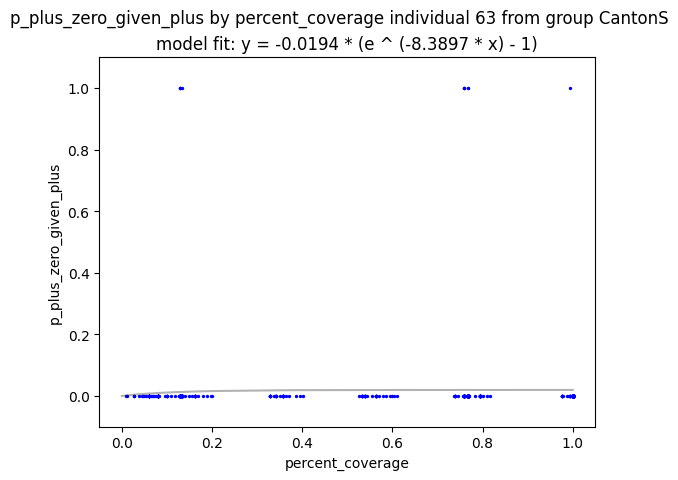 p_plus_zero_given_plus by percent_coverage individual 63 from group CantonS
model fit: y = -0.0194 * (e ^ (-8.3897 * x) - 1)
1.0
0.8
0.6
0.4
0.2
0.0
p_plus_zero_given_plus
0.0 0.2 0.4 0.6 0.8 1.0
percent_coverage